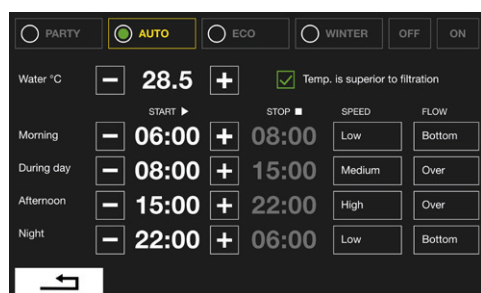 PARTY AUTO ECO WINTER OFF ON
Water °C − 28.5 + Temp. is superior to filtration
START ▶ STOP ■ SPEED FLOW
Morning − 06:00 + 08:00 Low Bottom
During day − 08:00 + 15:00 Medium Over
Afternoon − 15:00 + 22:00 High Over
Night − 22:00 + 06:00 Low Bottom